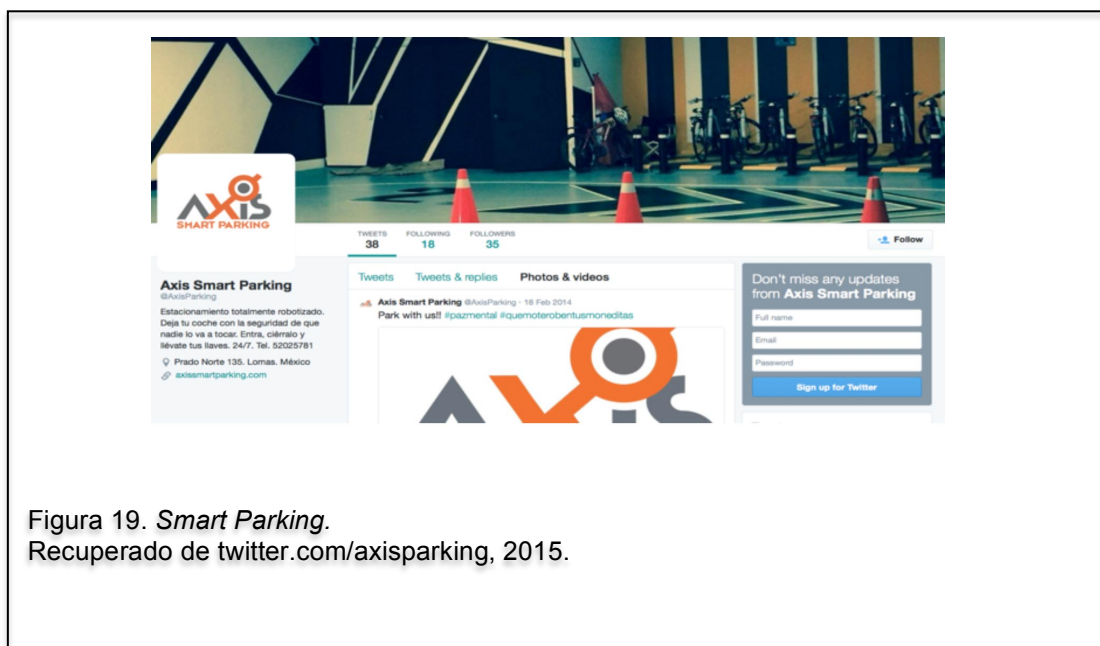 AXIS
SMART PARKING
TWEETS FOLLOWING FOLLOWERS
38 18 35
Follow
Axis Smart Parking
@AxisParking
Estacionamiento totalmente robotizado.
Deja tu coche con la seguridad de que
nadie lo va a tocar. Entra, ciérralo y
llévate tus llaves. 24/7. Tel. 52025781
Prado Norte 135. Lomas. México
axissmartparking.com
Tweets Tweets & replies Photos & videos
Axis Smart Parking @AxisParking · 18 Feb 2014
Park with us!! #pazmental #quemoterobentusmoneditas
AXIS
Don't miss any updates
from Axis Smart Parking
Full name
Email
Password
Sign up for Twitter
Figura 19. Smart Parking.
Recuperado de twitter.com/axisparking, 2015.